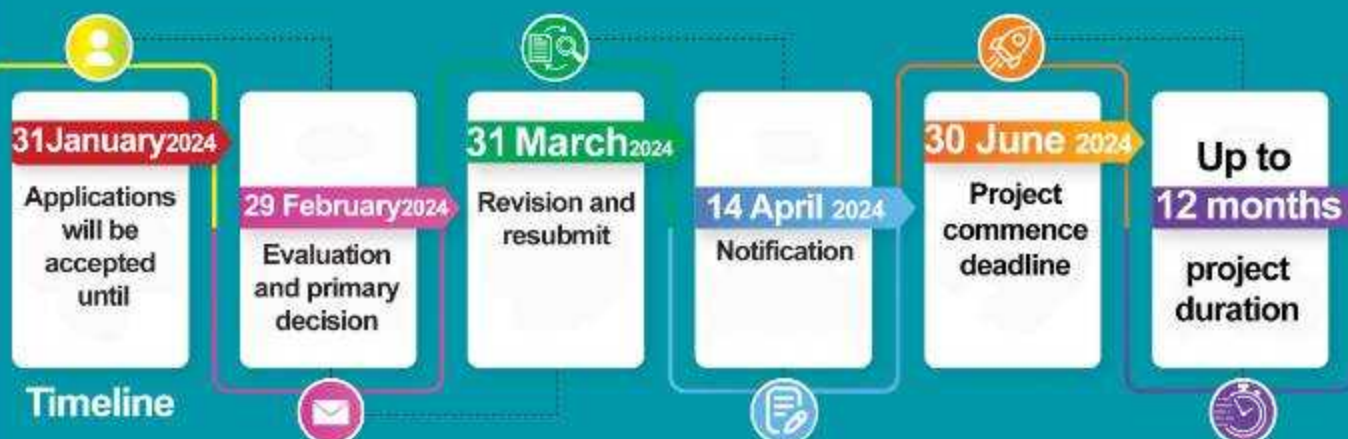 31January2024
Applications
will be
accepted
until
29 February2024
Evaluation
and primary
decision
31 March2024
Revision and
resubmit
14 April 2024
Notification
30 June 2024
Project
commence
deadline
Up to
12 months
project
duration
Timeline